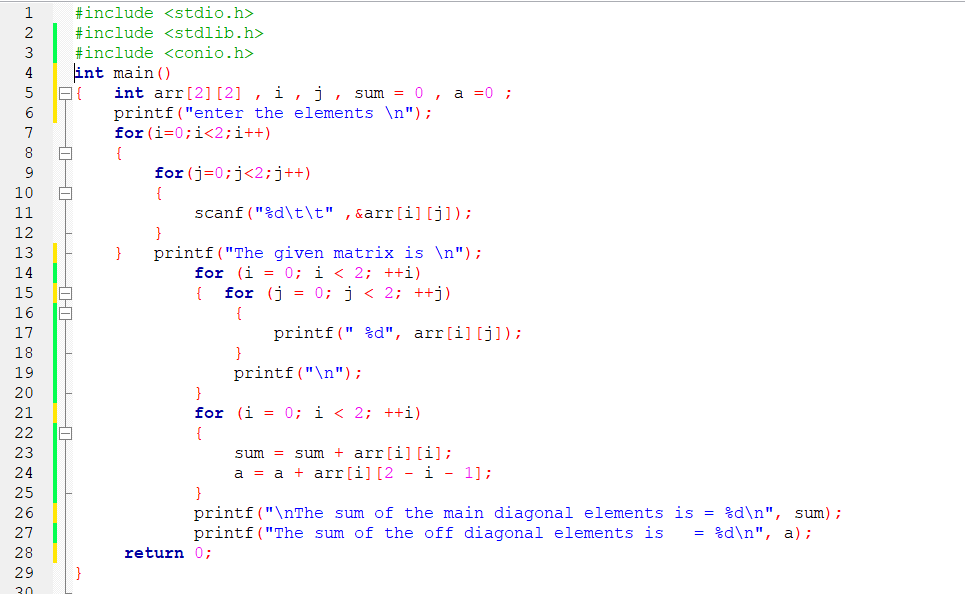 1 #include <stdio.h>
2 #include <stdlib.h>
3 #include <conio.h>
4 int main()
5 { int arr[2][2] , i , j , sum = 0 , a =0 ;
6 printf("enter the elements \n");
7 for(i=0;i<2;i++)
8 {
9 for(j=0;j<2;j++)
10 {
11 scanf("%d\t\t" ,&arr[i][j]);
12 }
13 } printf("The given matrix is \n");
14 for (i = 0; i < 2; ++i)
15 { for (j = 0; j < 2; ++j)
16 {
17 printf(" %d", arr[i][j]);
18 }
19 printf("\n");
20 }
21 for (i = 0; i < 2; ++i)
22 {
23 sum = sum + arr[i][i];
24 a = a + arr[i][2 - i - 1];
25 }
26 printf("\nThe sum of the main diagonal elements is = %d\n", sum);
27 printf("The sum of the off diagonal elements is   = %d\n", a);
28 return 0;
29 }
30